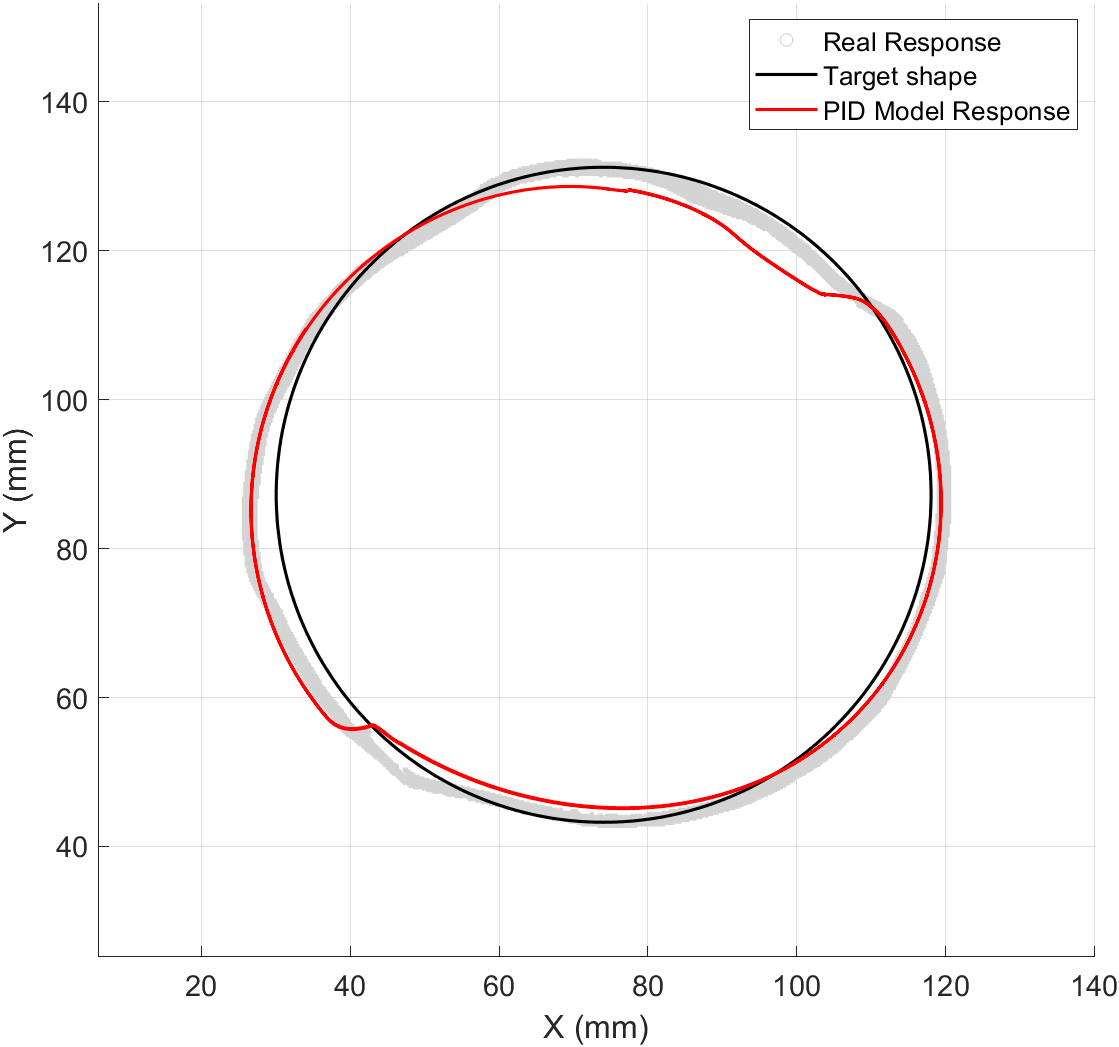 Real Response
Target shape
PID Model Response
140
120
100
80
60
40
Y (mm)
20 40 60 80 100 120 140
X (mm)